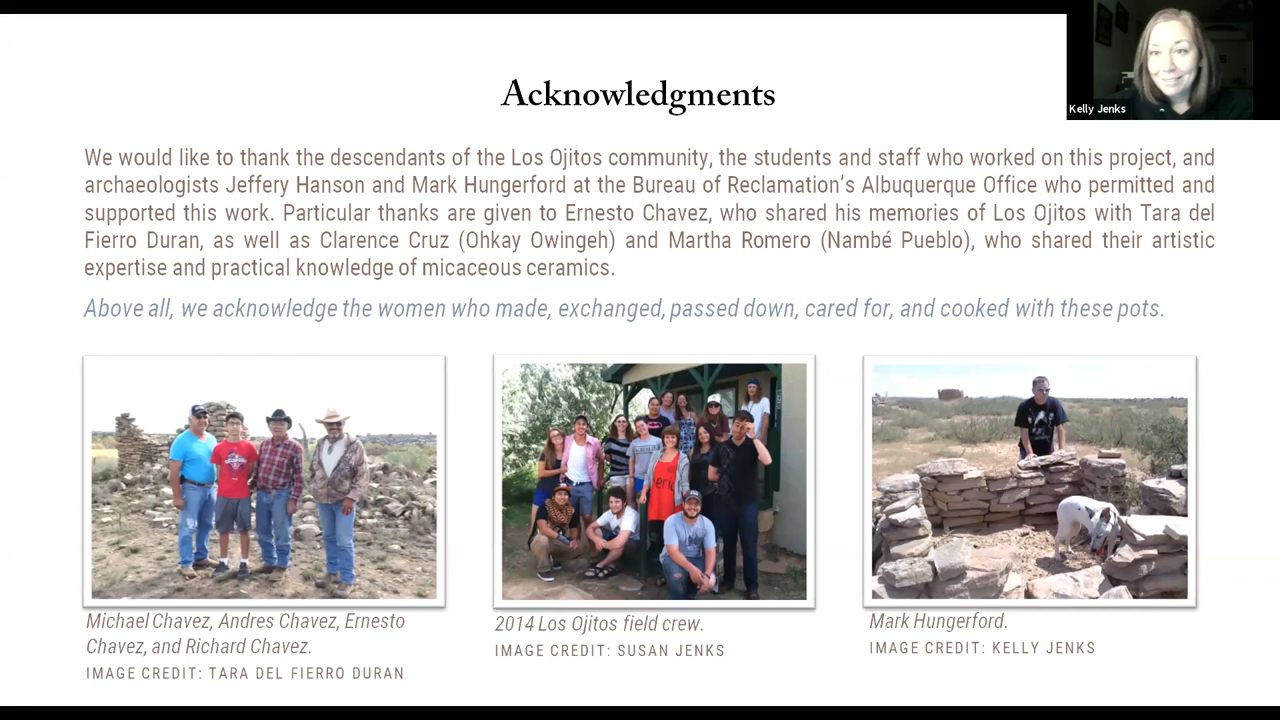 Acknowledgments
Kelly Jenks
We would like to thank the descendants of the Los Ojitos community, the students and staff who worked on this project, and
archaeologists Jeffery Hanson and Mark Hungerford at the Bureau of Reclamation’s Albuquerque Office who permitted and
supported this work. Particular thanks are given to Ernesto Chavez, who shared his memories of Los Ojitos with Tara del
Fierro Duran, as well as Clarence Cruz (Ohkay Owingeh) and Martha Romero (Nambé Pueblo), who shared their artistic
expertise and practical knowledge of micaceous ceramics.
Above all, we acknowledge the women who made, exchanged, passed down, cared for, and cooked with these pots.
Michael Chavez, Andres Chavez, Ernesto
Chavez, and Richard Chavez.
IMAGE CREDIT: TARA DEL FIERRO DURAN
2014 Los Ojitos field crew.
IMAGE CREDIT: SUSAN JENKS
Mark Hungerford.
IMAGE CREDIT: KELLY JENKS